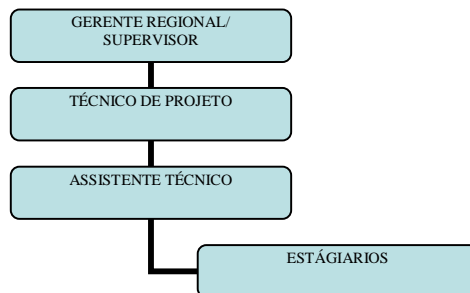 GERENTE REGIONAL/
SUPERVISOR
TÉCNICO DE PROJETO
ASSISTENTE TÉCNICO
ESTÁGIARIOS